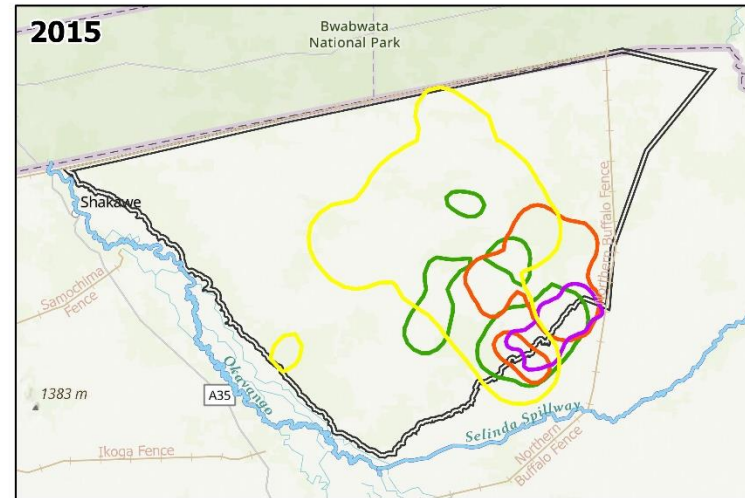 2015
Bwabwata
National Park
Shakawe
Samochima
Fence
Northern Buffalo Fence
1383 m
A35
Okavango
Selinda Spillway
Ikoga Fence
Northern
Buffalo Fence